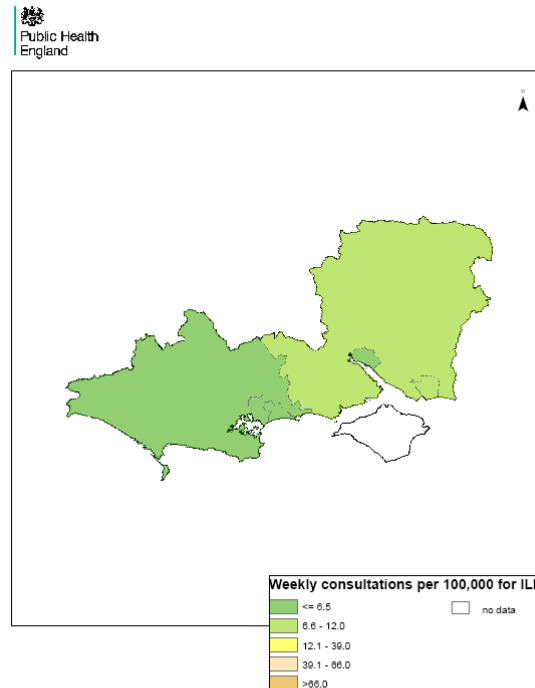 Public Health
England
N
Weekly consultations per 100,000 for ILI
<= 6.5
no data
6.6 - 12.0
12.1 - 39.0
39.1 - 66.0
>66.0